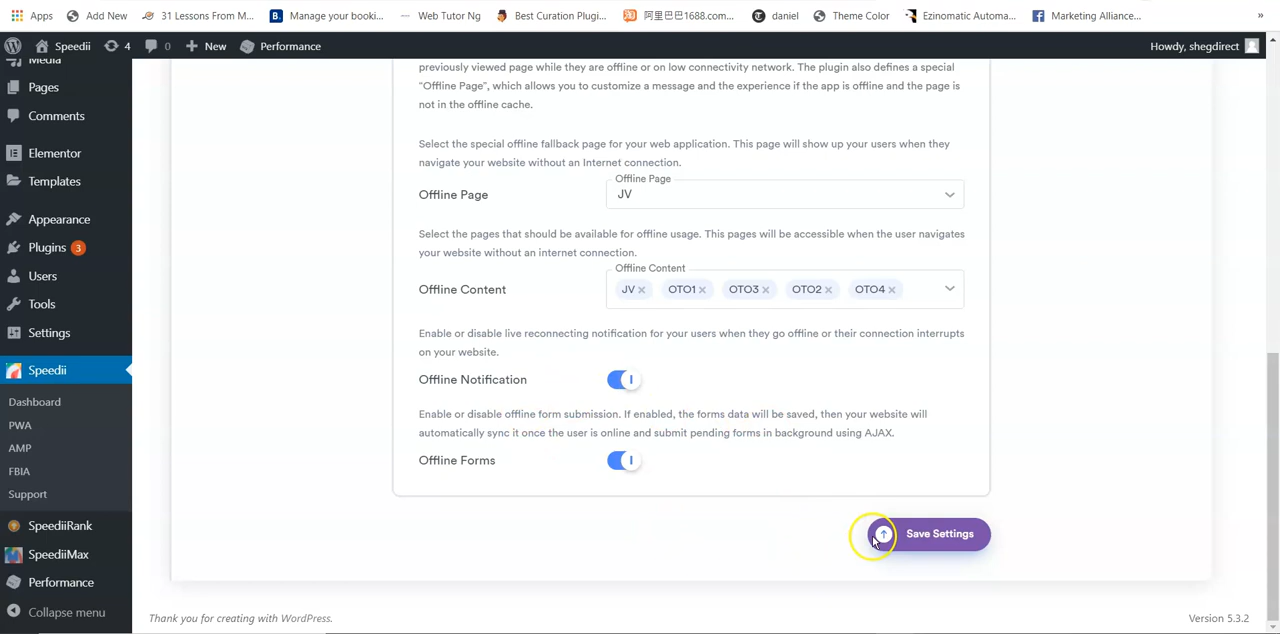 Apps Add New 31 Lessons From M... Manage your booki... Web Tutor Ng Best Curation Plugi... 阿里巴巴1688.com... daniel Theme Color Ezinomatic Automa... Marketing Alliance... »
Speedii 4 0 New Performance Howdy, shegdirect
Media
Pages
Comments
Elementor
Templates
Appearance
Plugins 3
Users
Tools
Settings
Speedii
Dashboard
PWA
AMP
FBIA
Support
SpeediiRank
SpeediiMax
Performance
Collapse menu
previously viewed page while they are offline or on low connectivity network. The plugin also defines a special
"Offline Page", which allows you to customize a message and the experience if the app is offline and the page is
not in the offline cache.
Select the special offline fallback page for your web application. This page will show up your users when they
navigate your website without an Internet connection.
Offline Page
Offline Page
JV
Select the pages that should be available for offline usage. This pages will be accessible when the user navigates
your website without an internet connection.
Offline Content
Offline Content
JV × OTO1 × OTO3 × OTO2 × OTO4 ×
Enable or disable live reconnecting notification for your users when they go offline or their connection interrupts
on your website.
Offline Notification
Enable or disable offline form submission. If enabled, the forms data will be saved, then your website will
automatically sync it once the user is online and submit pending forms in background using AJAX.
Offline Forms
Save Settings
Thank you for creating with WordPress. Version 5.3.2